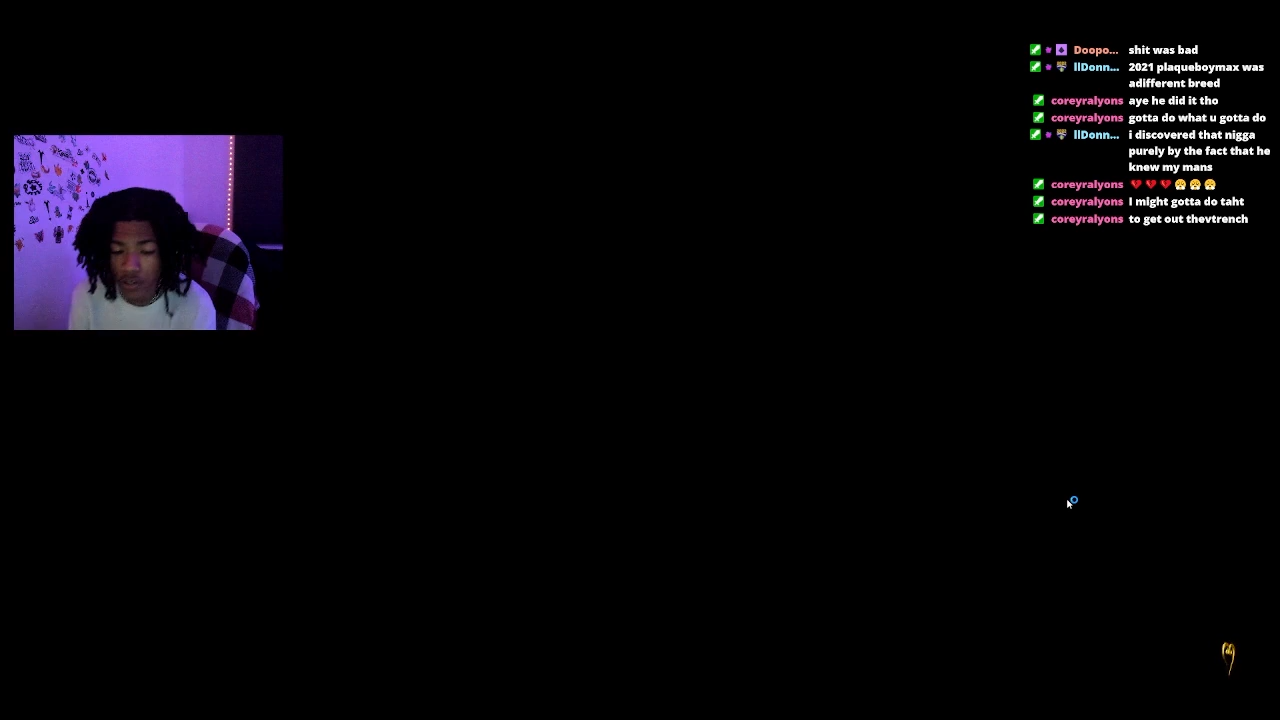 Doopo... shit was bad
llDonn... 2021 plaqueboymax was
adifferent breed
coreyralyons aye he did it tho
coreyralyons gotta do what u gotta do
llDonn... i discovered that nigga
purely by the fact that he
knew my mans
coreyralyons 💔💔💔😤😤😤
coreyralyons I might gotta do taht
coreyralyons to get out thevtrench